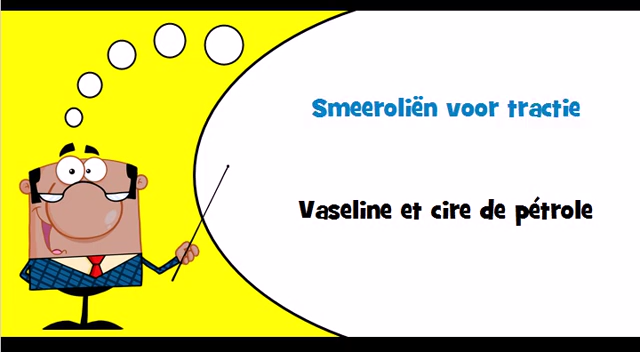 Smeeroliën voor tractie
Vaseline et cire de pétrole